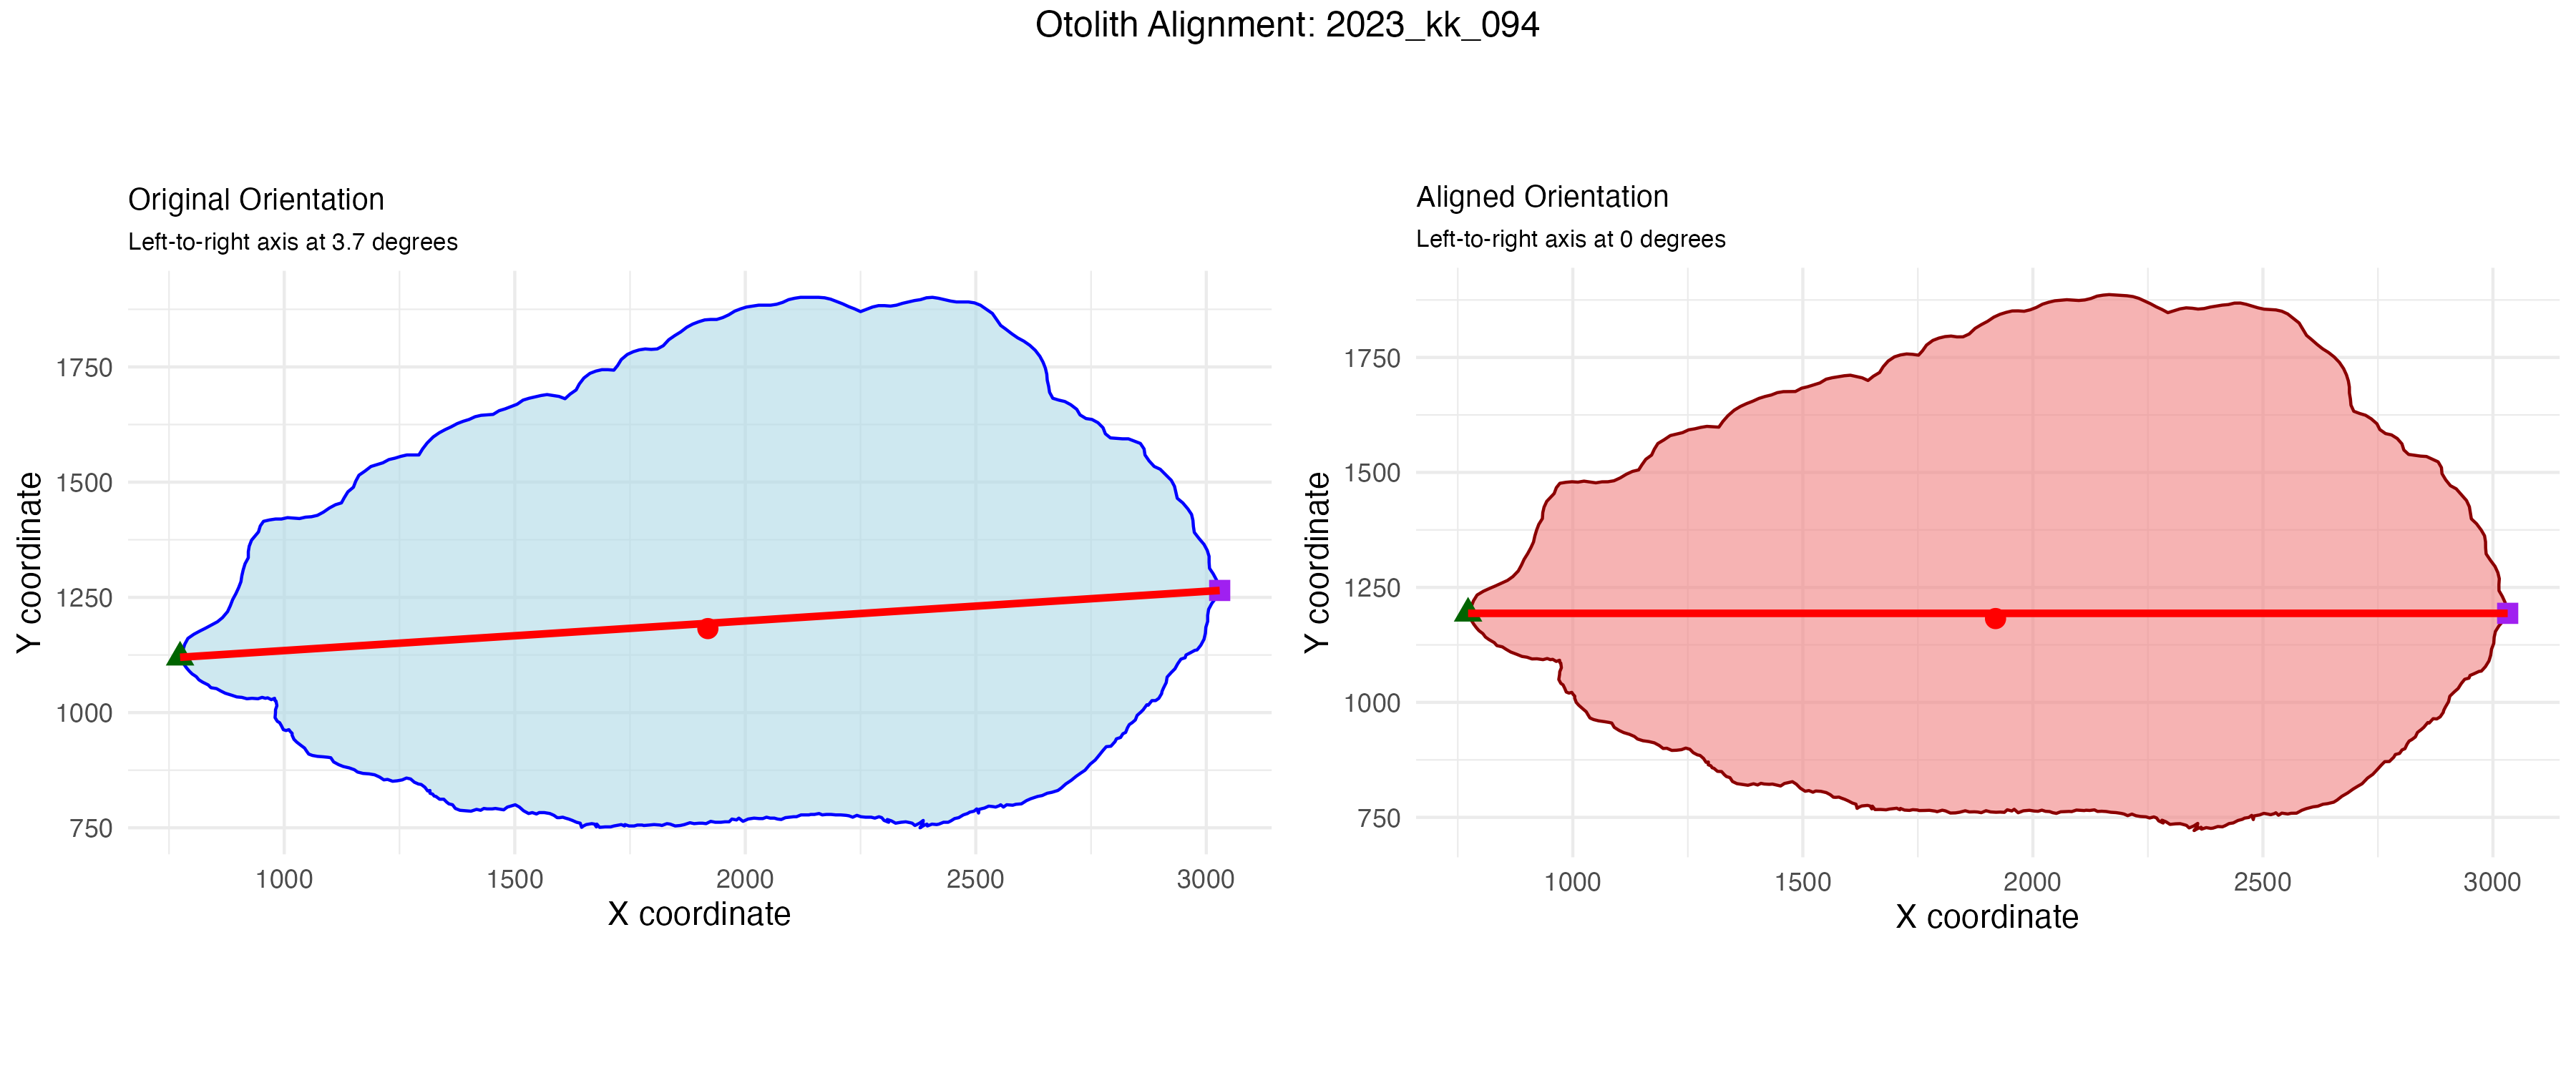 Otolith Alignment: 2023_kk_094
Original Orientation
Left-to-right axis at 3.7 degrees
Y coordinate
1750
1500
1250
1000
750
1000 1500 2000 2500 3000
X coordinate
Aligned Orientation
Left-to-right axis at 0 degrees
Y coordinate
1750
1500
1250
1000
750
1000 1500 2000 2500 3000
X coordinate